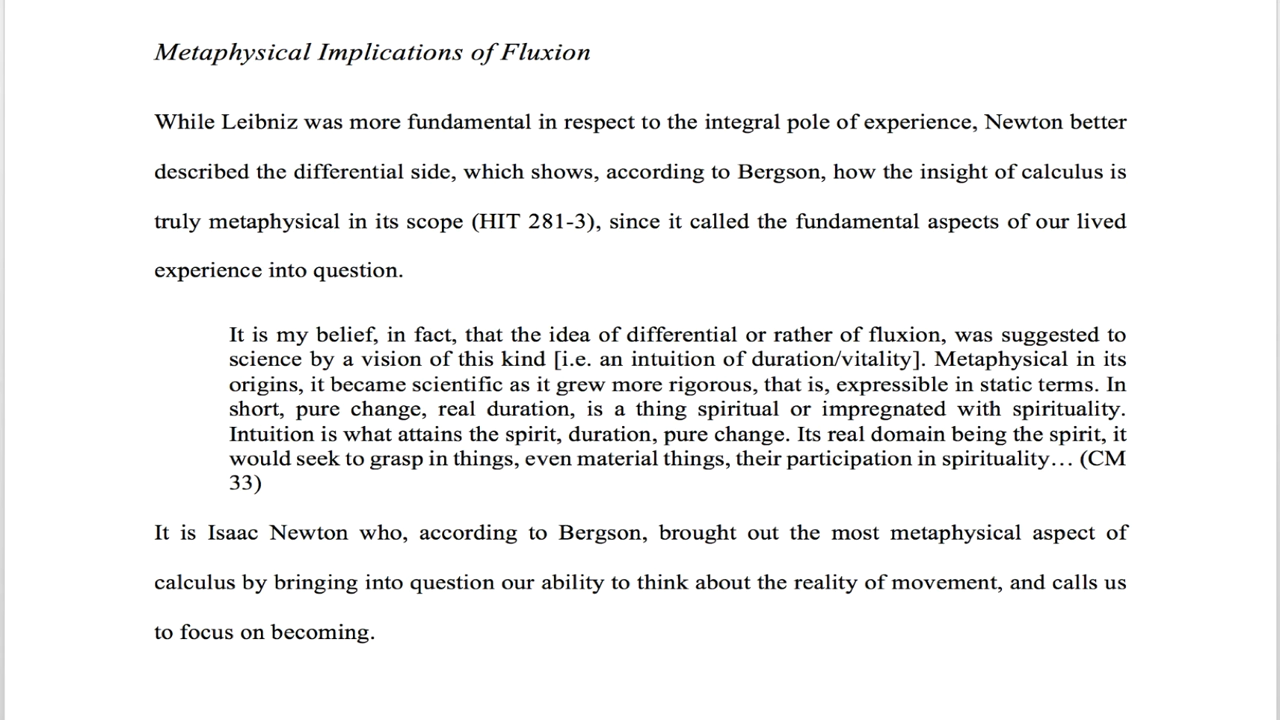 Metaphysical Implications of Fluxion
While Leibniz was more fundamental in respect to the integral pole of experience, Newton better
described the differential side, which shows, according to Bergson, how the insight of calculus is
truly metaphysical in its scope (HIT 281-3), since it called the fundamental aspects of our lived
experience into question.
It is my belief, in fact, that the idea of differential or rather of fluxion, was suggested to
science by a vision of this kind [i.e. an intuition of duration/vitality]. Metaphysical in its
origins, it became scientific as it grew more rigorous, that is, expressible in static terms. In
short, pure change, real duration, is a thing spiritual or impregnated with spirituality.
Intuition is what attains the spirit, duration, pure change. Its real domain being the spirit, it
would seek to grasp in things, even material things, their participation in spirituality… (CM
33)
It is Isaac Newton who, according to Bergson, brought out the most metaphysical aspect of
calculus by bringing into question our ability to think about the reality of movement, and calls us
to focus on becoming.